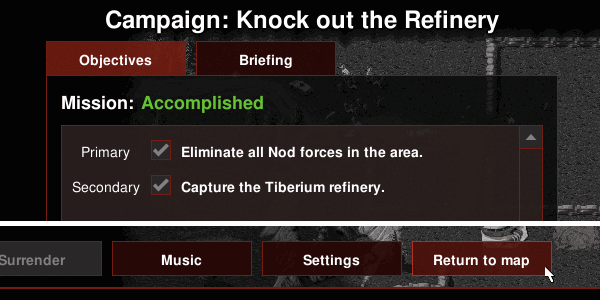 Campaign: Knock out the Refinery
Objectives Briefing
Mission: Accomplished
Primary Eliminate all Nod forces in the area.
Secondary Capture the Tiberium refinery.
Surrender Music Settings Return to map